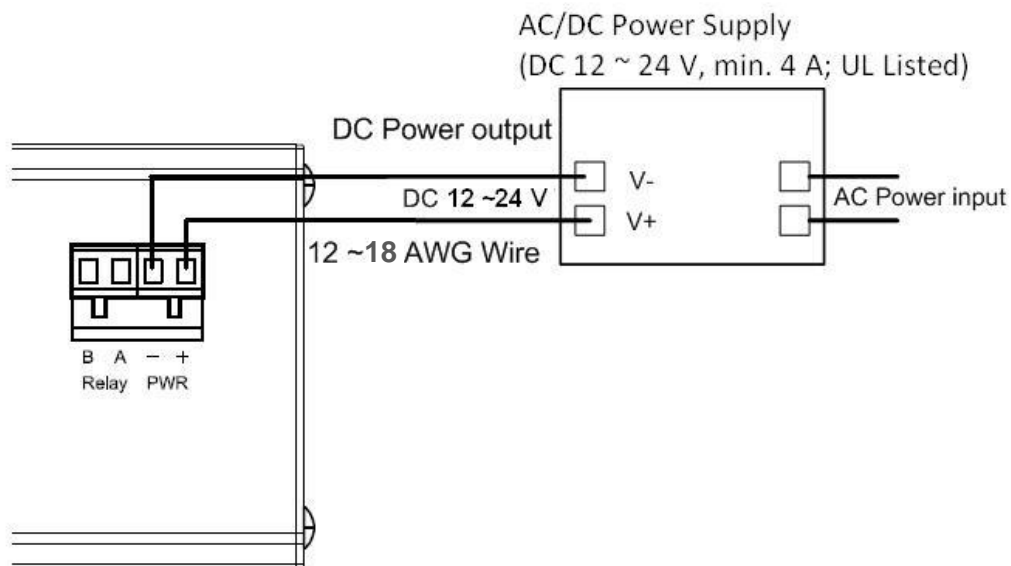 AC/DC Power Supply
(DC 12 ~ 24 V, min. 4 A; UL Listed)
DC Power output
V-
DC 12 ~24 V
AC Power input
V+
12 ~18 AWG Wire
B A − +
Relay PWR